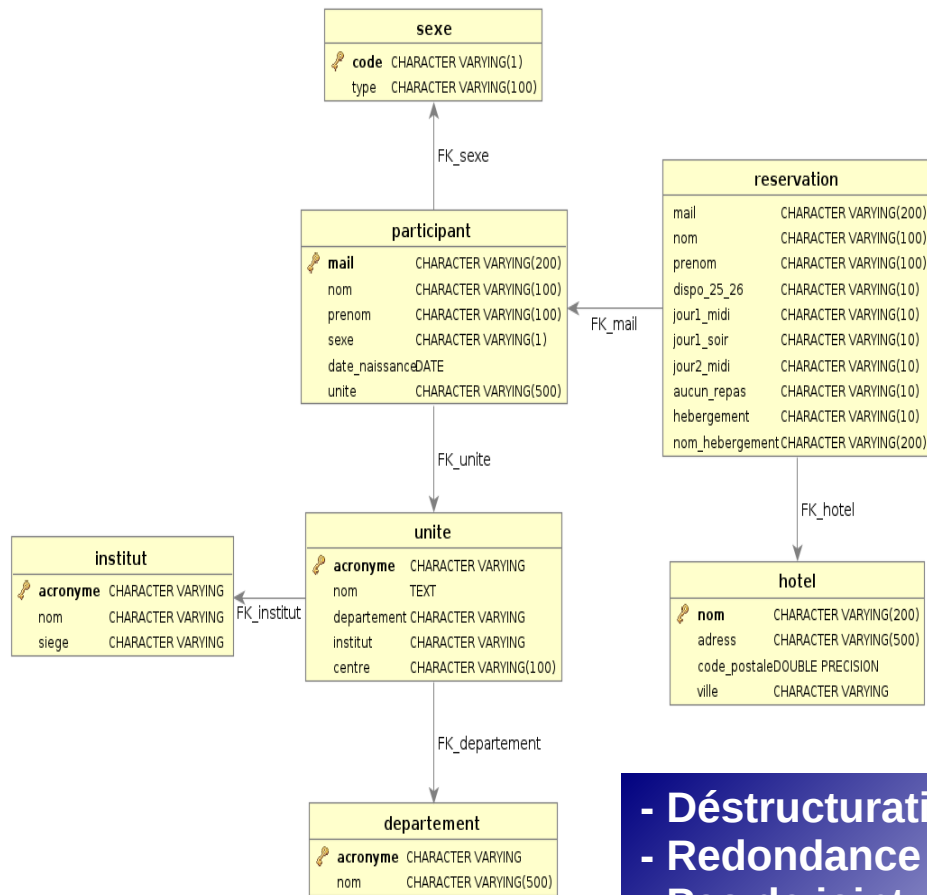 sexe
code CHARACTER VARYING(1)
type CHARACTER VARYING(100)
FK_sexe
participant
mail CHARACTER VARYING(200)
nom CHARACTER VARYING(100)
prenom CHARACTER VARYING(100)
sexe CHARACTER VARYING(1)
date_naissanceDATE
unite CHARACTER VARYING(500)
FK_mail
reservation
mail CHARACTER VARYING(200)
nom CHARACTER VARYING(100)
prenom CHARACTER VARYING(100)
dispo_25_26 CHARACTER VARYING(10)
jour1_midi CHARACTER VARYING(10)
jour1_soir CHARACTER VARYING(10)
jour2_midi CHARACTER VARYING(10)
aucun_repas CHARACTER VARYING(10)
hebergement CHARACTER VARYING(10)
nom_hebergement CHARACTER VARYING(200)
FK_unite
FK_hotel
unite
acronyme CHARACTER VARYING
nom TEXT
departement CHARACTER VARYING
institut CHARACTER VARYING
centre CHARACTER VARYING(100)
institut
acronyme CHARACTER VARYING
nom CHARACTER VARYING
siege CHARACTER VARYING
FK_institut
hotel
nom CHARACTER VARYING(200)
adress CHARACTER VARYING(500)
code_postaleDOUBLE PRECISION
ville CHARACTER VARYING
FK_departement
departement
acronyme CHARACTER VARYING
nom CHARACTER VARYING(500)
- Déstructurati
- Redondance